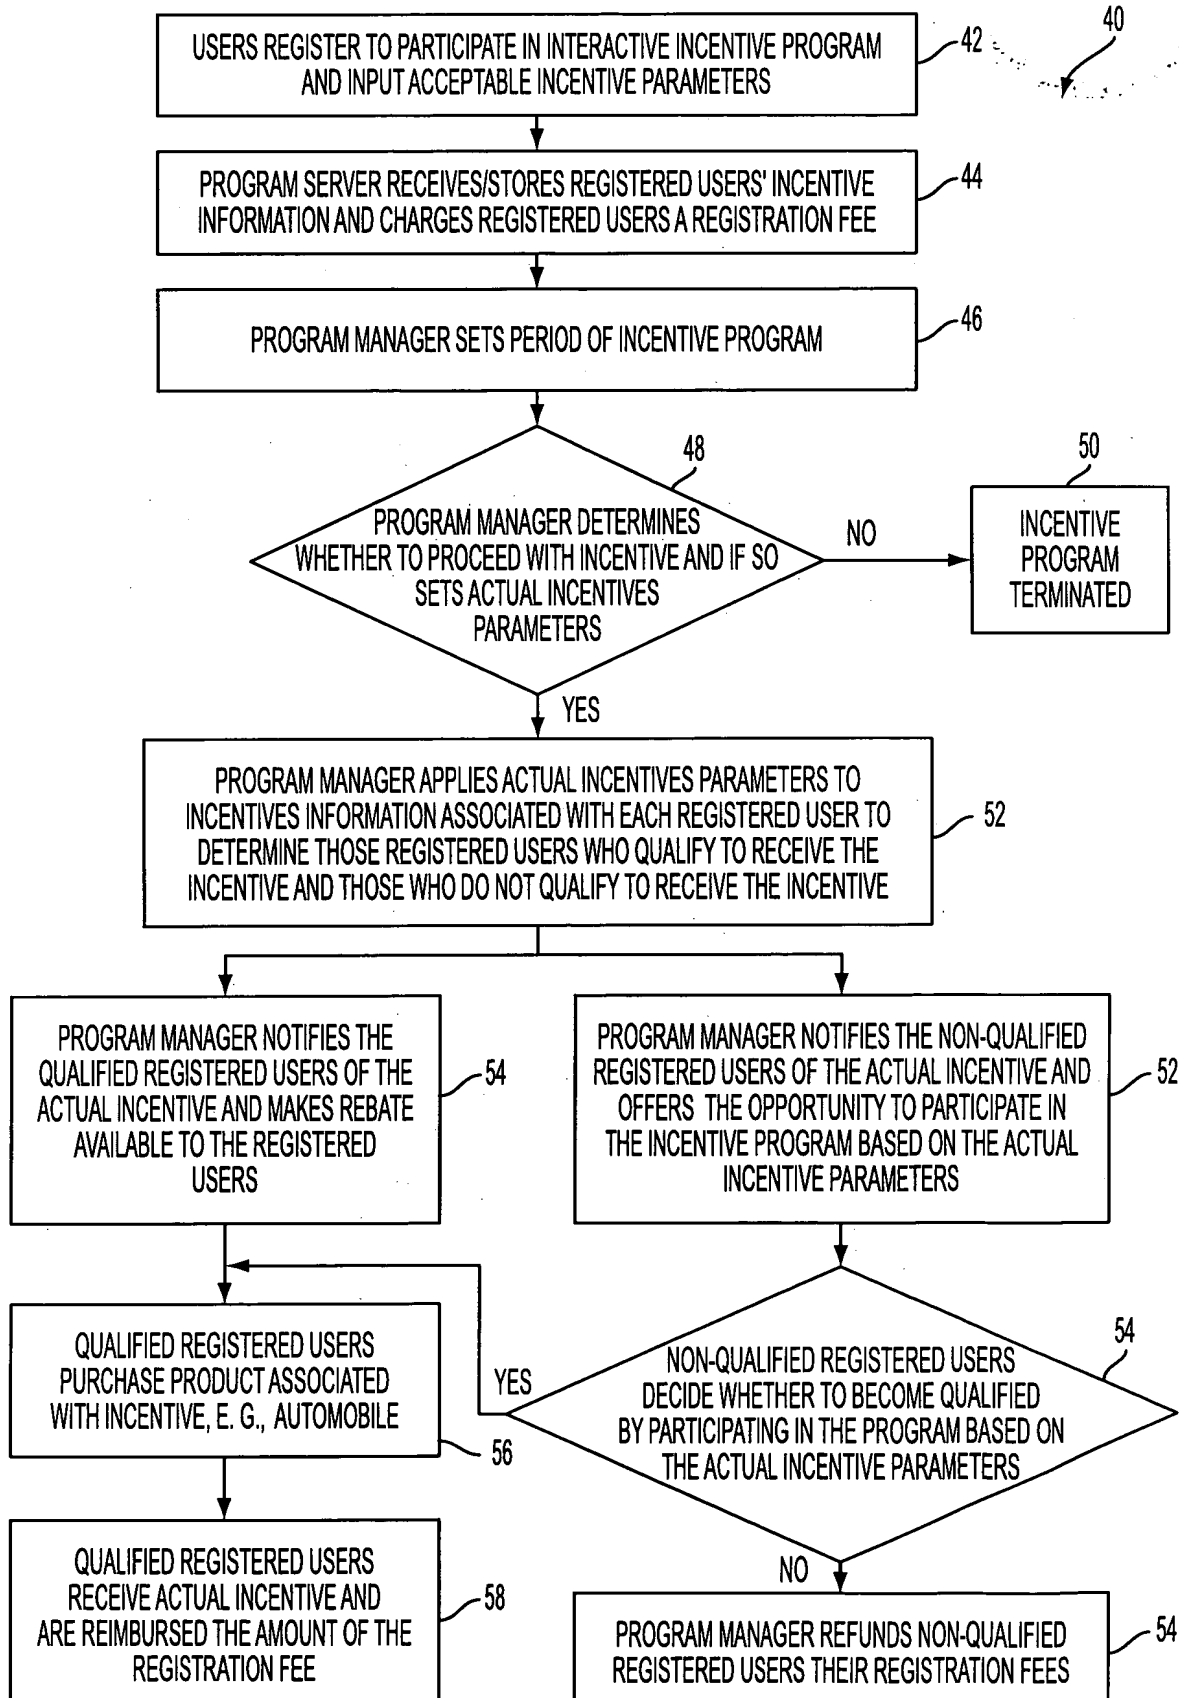 USERS REGISTER TO PARTICIPATE IN INTERACTIVE INCENTIVE PROGRAM
AND INPUT ACCEPTABLE INCENTIVE PARAMETERS
42
40
PROGRAM SERVER RECEIVES/STORES REGISTERED USERS' INCENTIVE
INFORMATION AND CHARGES REGISTERED USERS A REGISTRATION FEE
44
PROGRAM MANAGER SETS PERIOD OF INCENTIVE PROGRAM
46
PROGRAM MANAGER DETERMINES
WHETHER TO PROCEED WITH INCENTIVE AND IF SO
SETS ACTUAL INCENTIVES
PARAMETERS
48
NO
50
INCENTIVE
PROGRAM
TERMINATED
YES
PROGRAM MANAGER APPLIES ACTUAL INCENTIVES PARAMETERS TO
INCENTIVES INFORMATION ASSOCIATED WITH EACH REGISTERED USER TO
DETERMINE THOSE REGISTERED USERS WHO QUALIFY TO RECEIVE THE
INCENTIVE AND THOSE WHO DO NOT QUALIFY TO RECEIVE THE INCENTIVE
52
PROGRAM MANAGER NOTIFIES THE
QUALIFIED REGISTERED USERS OF THE
ACTUAL INCENTIVE AND MAKES REBATE
AVAILABLE TO THE REGISTERED
USERS
54
PROGRAM MANAGER NOTIFIES THE NON-QUALIFIED
REGISTERED USERS OF THE ACTUAL INCENTIVE AND
OFFERS THE OPPORTUNITY TO PARTICIPATE IN
THE INCENTIVE PROGRAM BASED ON THE ACTUAL
INCENTIVE PARAMETERS
52
QUALIFIED REGISTERED USERS
PURCHASE PRODUCT ASSOCIATED
WITH INCENTIVE, E. G., AUTOMOBILE
56
YES
NON-QUALIFIED REGISTERED USERS
DECIDE WHETHER TO BECOME QUALIFIED
BY PARTICIPATING IN THE PROGRAM BASED ON
THE ACTUAL INCENTIVE PARAMETERS
54
QUALIFIED REGISTERED USERS
RECEIVE ACTUAL INCENTIVE AND
ARE REIMBURSED THE AMOUNT OF THE
REGISTRATION FEE
58
NO
PROGRAM MANAGER REFUNDS NON-QUALIFIED
REGISTERED USERS THEIR REGISTRATION FEES
54